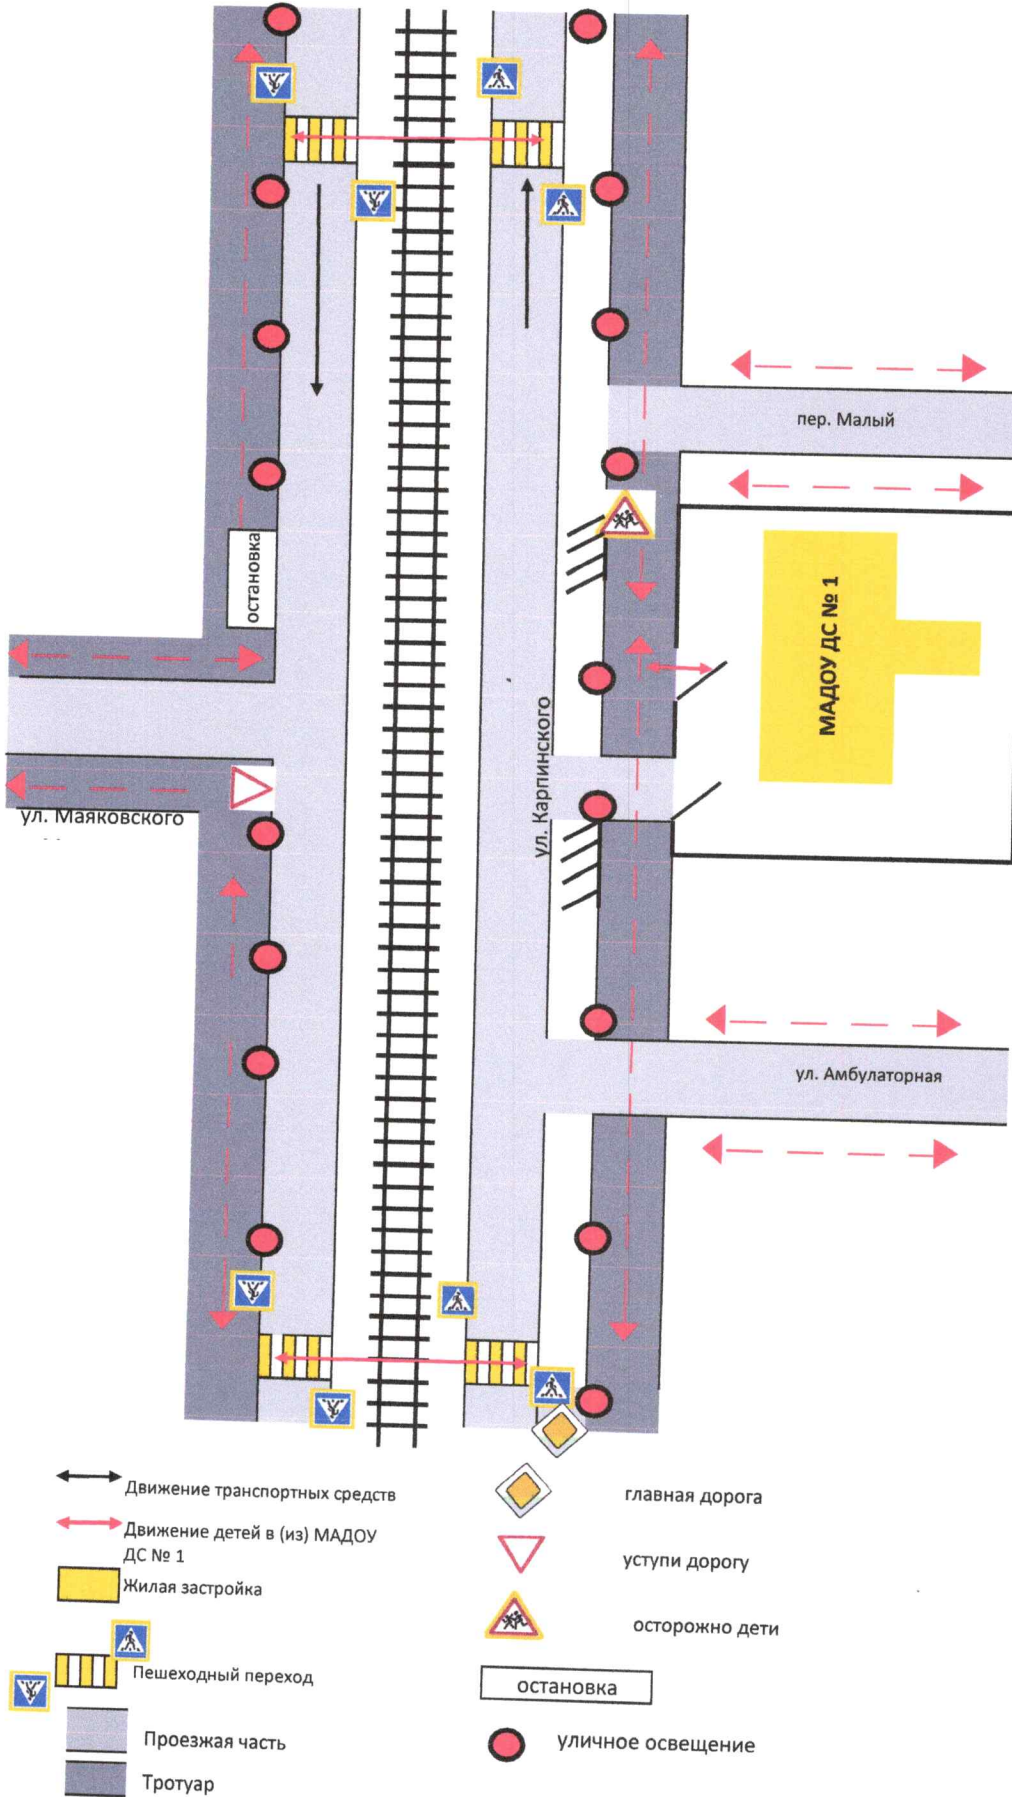 пер. Малый
остановка
МАДОУ ДС № 1
ул. Карпинского
ул. Маяковского
ул. Амбулаторная
Движение транспортных средств
Движение детей в (из) МАДОУ
ДС № 1
Жилая застройка
Пешеходный переход
Проезжая часть
Тротуар
главная дорога
уступи дорогу
осторожно дети
остановка
уличное освещение